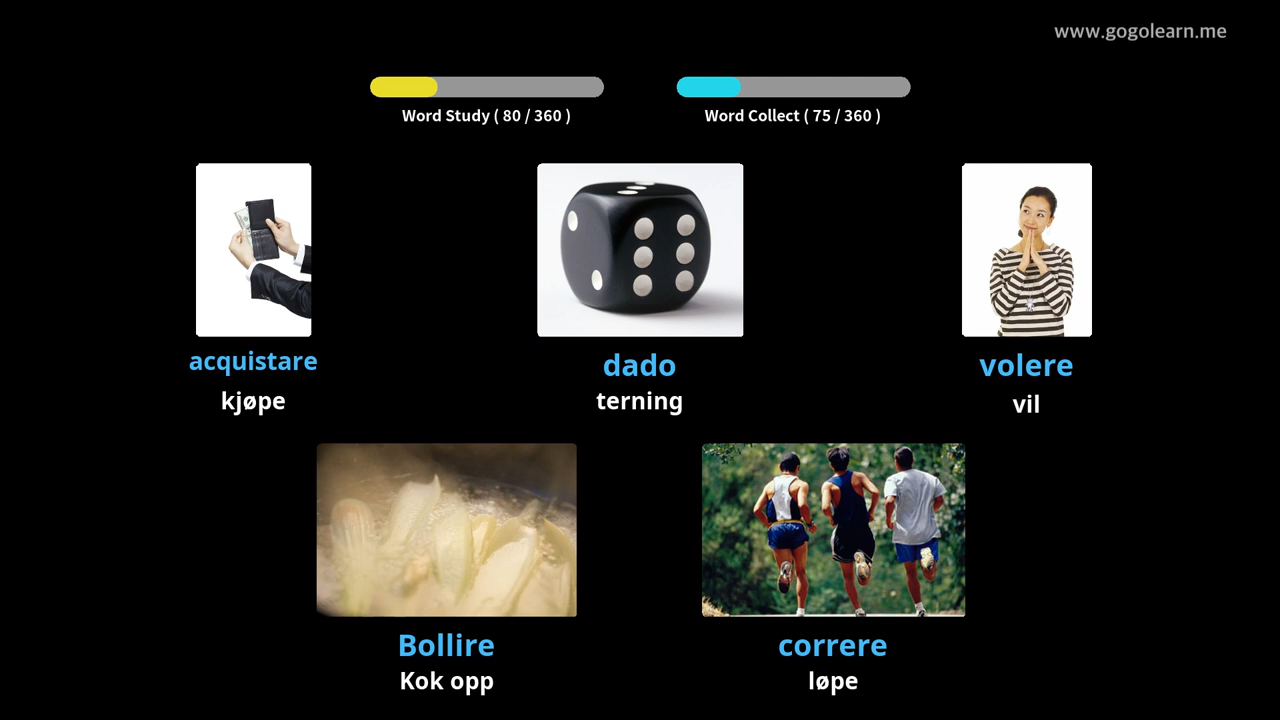 www.gogolearn.me
Word Study ( 80 / 360 )
Word Collect ( 75 / 360 )
acquistare
kjøpe
dado
terning
volere
vil
Bollire
Kok opp
correre
løpe